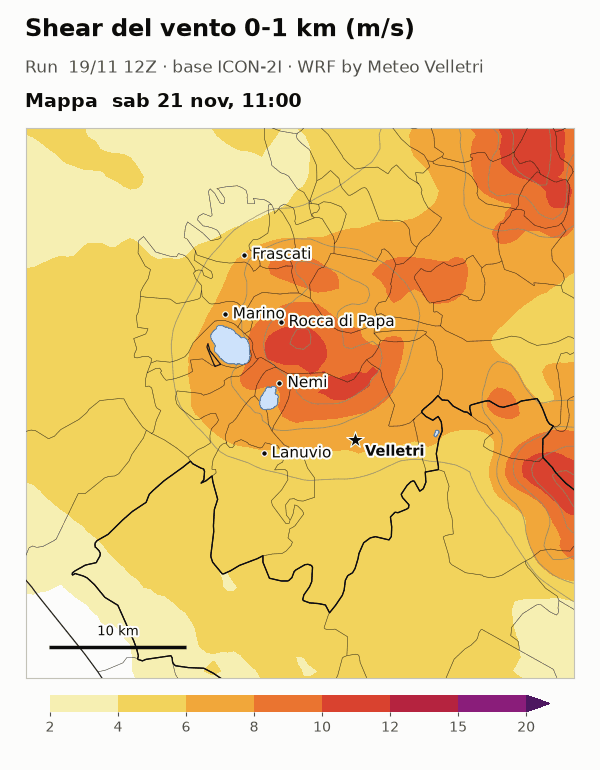 Shear del vento 0-1 km (m/s)
Run  19/11 12Z · base ICON-2I · WRF by Meteo Velletri
Mappa  sab 21 nov, 11:00
Frascati
Marino
Rocca di Papa
Nemi
Velletri
Lanuvio
10 km
2 4 6 8 10 12 15 20